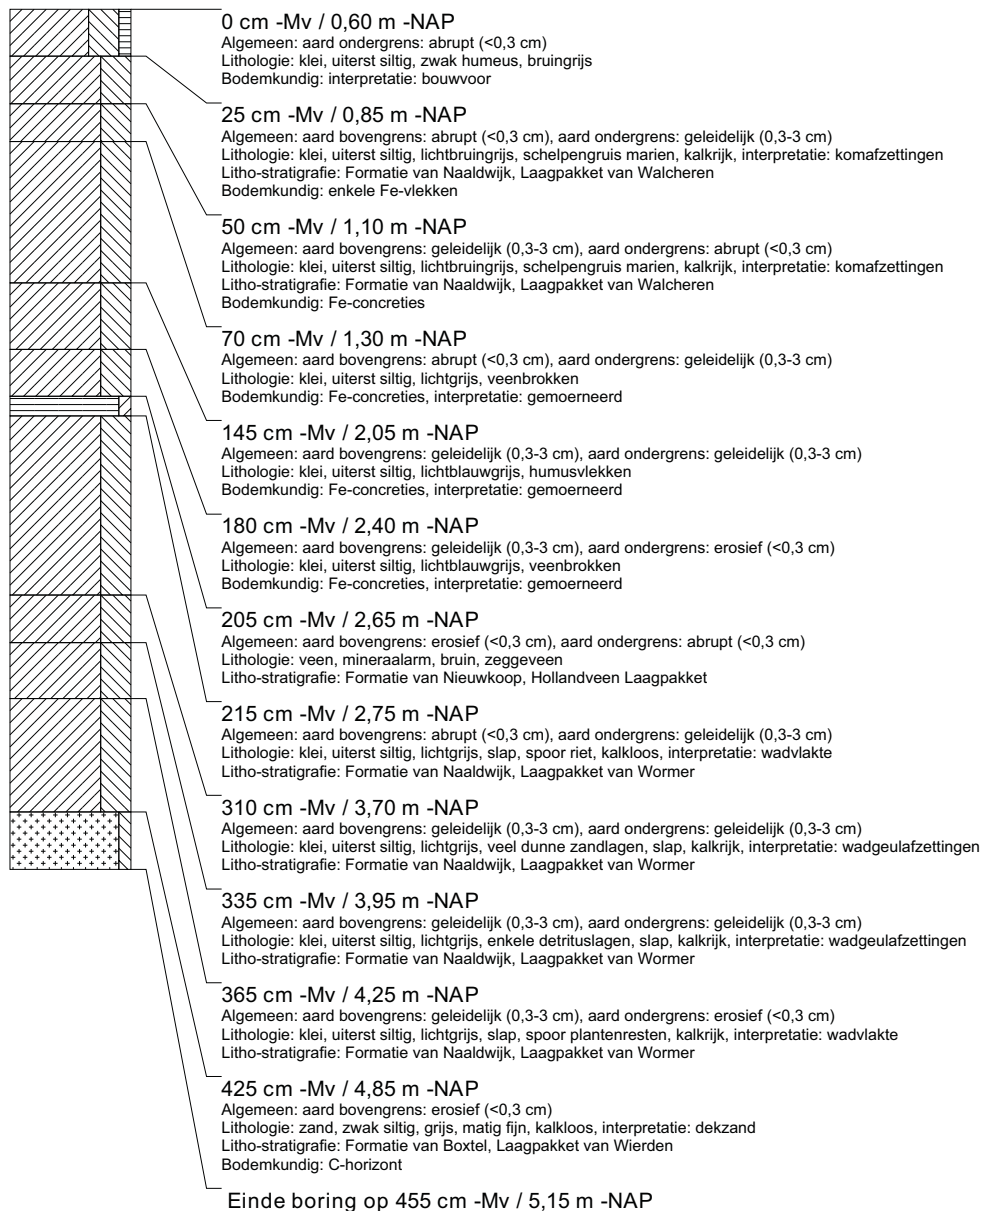 0 cm -Mv / 0,60 m -NAP
Algemeen: aard ondergrens: abrupt (<0,3 cm)
Lithologie: klei, uiterst siltig, zwak humeus, bruingrijs
Bodemkundig: interpretatie: bouwvoor
25 cm -Mv / 0,85 m -NAP
Algemeen: aard bovengrens: abrupt (<0,3 cm), aard ondergrens: geleidelijk (0,3-3 cm)
Lithologie: klei, uiterst siltig, lichtbruingrijs, schelpengruis marien, kalkrijk, interpretatie: komafzettingen
Litho-stratigrafie: Formatie van Naaldwijk, Laagpakket van Walcheren
Bodemkundig: enkele Fe-vlekken
50 cm -Mv / 1,10 m -NAP
Algemeen: aard bovengrens: geleidelijk (0,3-3 cm), aard ondergrens: abrupt (<0,3 cm)
Lithologie: klei, uiterst siltig, lichtbruingrijs, schelpengruis marien, kalkrijk, interpretatie: komafzettingen
Litho-stratigrafie: Formatie van Naaldwijk, Laagpakket van Walcheren
Bodemkundig: Fe-concreties
70 cm -Mv / 1,30 m -NAP
Algemeen: aard bovengrens: abrupt (<0,3 cm), aard ondergrens: geleidelijk (0,3-3 cm)
Lithologie: klei, uiterst siltig, lichtgrijs, veenbrokken
Bodemkundig: Fe-concreties, interpretatie: gemoerneerd
145 cm -Mv / 2,05 m -NAP
Algemeen: aard bovengrens: geleidelijk (0,3-3 cm), aard ondergrens: geleidelijk (0,3-3 cm)
Lithologie: klei, uiterst siltig, lichtblauwgrijs, humusvlekken
Bodemkundig: Fe-concreties, interpretatie: gemoerneerd
180 cm -Mv / 2,40 m -NAP
Algemeen: aard bovengrens: geleidelijk (0,3-3 cm), aard ondergrens: erosief (<0,3 cm)
Lithologie: klei, uiterst siltig, lichtblauwgrijs, veenbrokken
Bodemkundig: Fe-concreties, interpretatie: gemoerneerd
205 cm -Mv / 2,65 m -NAP
Algemeen: aard bovengrens: erosief (<0,3 cm), aard ondergrens: abrupt (<0,3 cm)
Lithologie: veen, mineraalarm, bruin, zeggeveen
Litho-stratigrafie: Formatie van Nieuwkoop, Hollandveen Laagpakket
215 cm -Mv / 2,75 m -NAP
Algemeen: aard bovengrens: abrupt (<0,3 cm), aard ondergrens: geleidelijk (0,3-3 cm)
Lithologie: klei, uiterst siltig, lichtgrijs, slap, spoor riet, kalkloos, interpretatie: wadvlakte
Litho-stratigrafie: Formatie van Naaldwijk, Laagpakket van Wormer
310 cm -Mv / 3,70 m -NAP
Algemeen: aard bovengrens: geleidelijk (0,3-3 cm), aard ondergrens: geleidelijk (0,3-3 cm)
Lithologie: klei, uiterst siltig, lichtgrijs, veel dunne zandlagen, slap, kalkrijk, interpretatie: wadgeulafzettingen
Litho-stratigrafie: Formatie van Naaldwijk, Laagpakket van Wormer
335 cm -Mv / 3,95 m -NAP
Algemeen: aard bovengrens: geleidelijk (0,3-3 cm), aard ondergrens: geleidelijk (0,3-3 cm)
Lithologie: klei, uiterst siltig, lichtgrijs, enkele detrituslagen, slap, kalkrijk, interpretatie: wadgeulafzettingen
Litho-stratigrafie: Formatie van Naaldwijk, Laagpakket van Wormer
365 cm -Mv / 4,25 m -NAP
Algemeen: aard bovengrens: geleidelijk (0,3-3 cm), aard ondergrens: erosief (<0,3 cm)
Lithologie: klei, uiterst siltig, lichtgrijs, slap, spoor plantenresten, kalkrijk, interpretatie: wadvlakte
Litho-stratigrafie: Formatie van Naaldwijk, Laagpakket van Wormer
425 cm -Mv / 4,85 m -NAP
Algemeen: aard bovengrens: erosief (<0,3 cm)
Lithologie: zand, zwak siltig, grijs, matig fijn, kalkloos, interpretatie: dekzand
Litho-stratigrafie: Formatie van Boxtel, Laagpakket van Wierden
Bodemkundig: C-horizont
Einde boring op 455 cm -Mv / 5,15 m -NAP